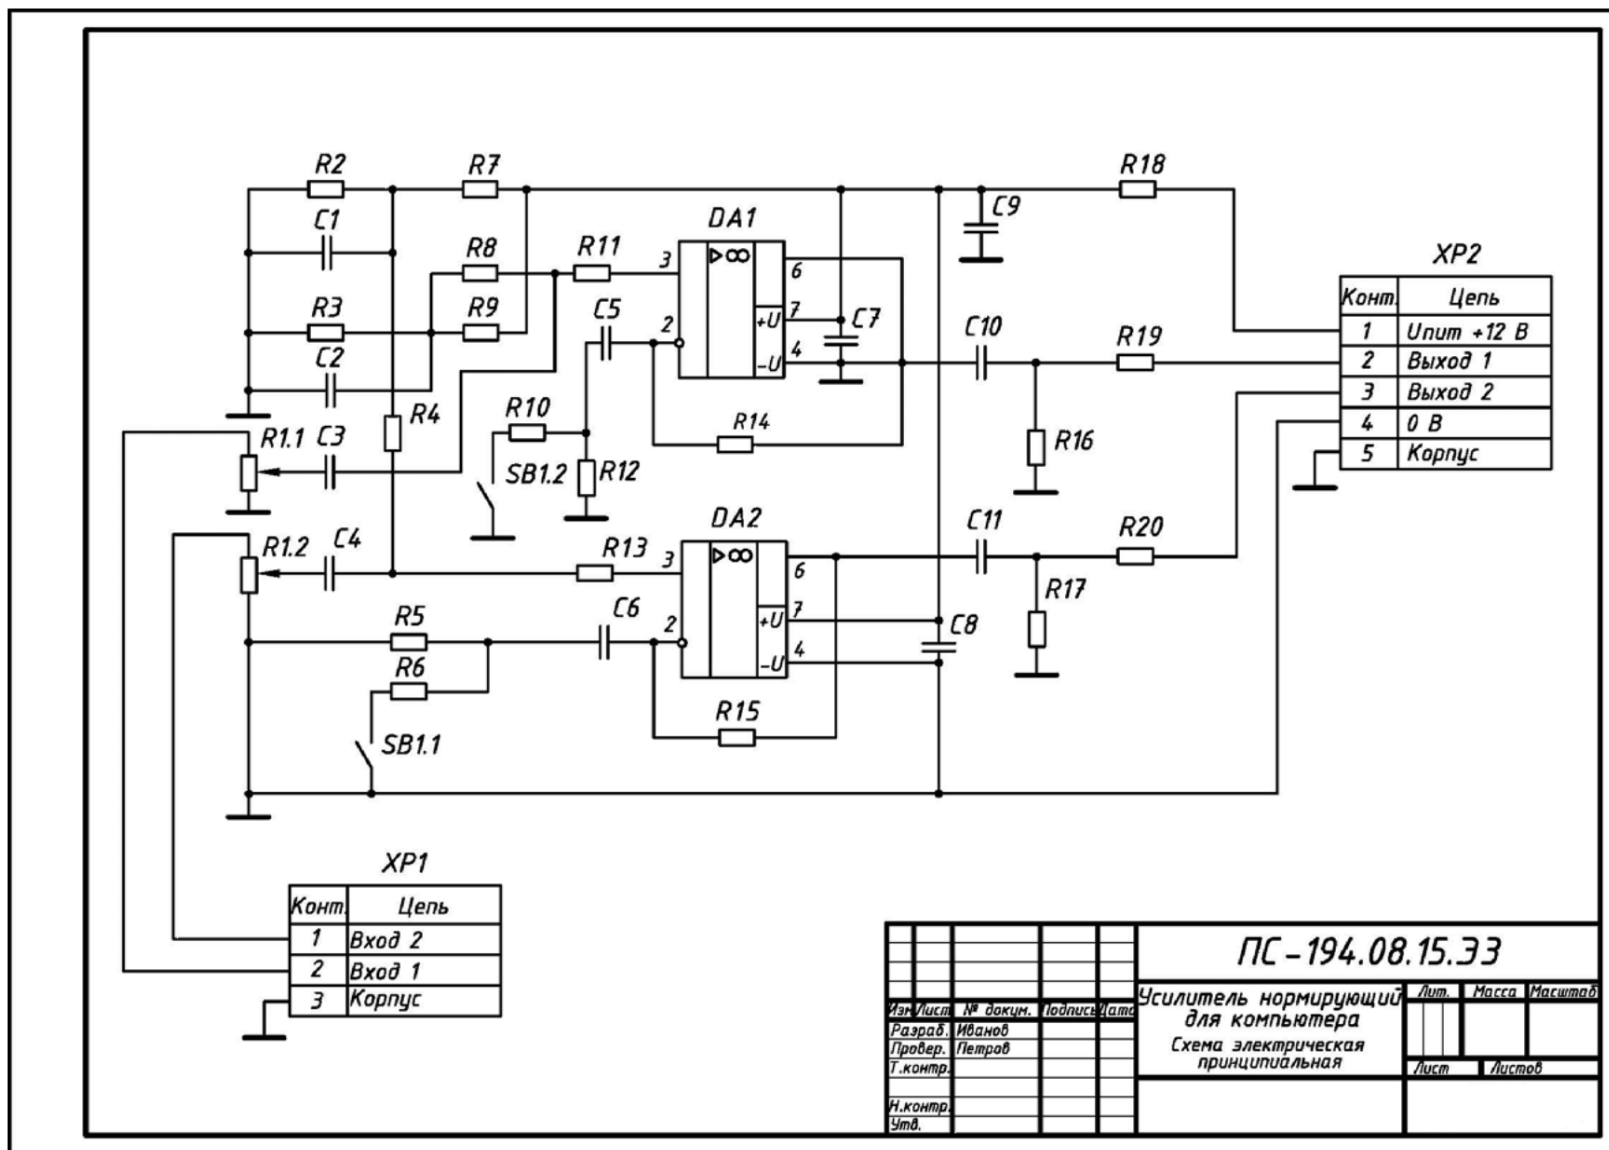 R2
R7
R18
C1
DA1
C9
R8
R11
3
6
XP2
Конт.
Цепь
R3
R9
C5
2
7
+U
C7
C10
R19
1
Uпит +12 В
4
-U
2
Выход 1
C2
3
Выход 2
R4
R10
R14
4
0 В
R1.1
C3
R16
5
Корпус
SB1.2
R12
DA2
C11
R20
R1.2
C4
R13
3
6
R17
R5
C6
2
7
+U
C8
4
-U
R6
R15
SB1.1
XP1
Конт.
Цепь
1
Вход 2
2
Вход 1
3
Корпус
ПС-194.08.15.ЭЗ
Усилитель нормирующий
для компьютера
Схема электрическая
принципиальная
Лит.
Масса
Масштаб
Лист
Листов
Изм
Лист
№ докум.
Подпись
Дата
Разраб.
Иванов
Провер.
Петров
Т.контр.
Н.контр.
Утв.